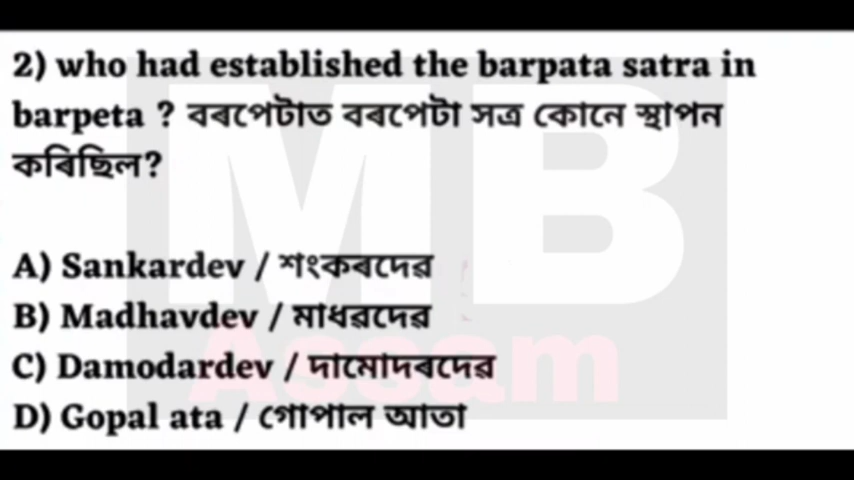 2) who had established the barpata satra in
barpeta ? বৰপেটাত বৰপেটা সত্ৰ কোনে স্থাপন
কৰিছিল?
A) Sankardev / শংকৰদেৱ
B) Madhavdev / মাধৱদেৱ
C) Damodardev / দামোদৰদেৱ
D) Gopal ata / গোপাল আতা
MB
Assam